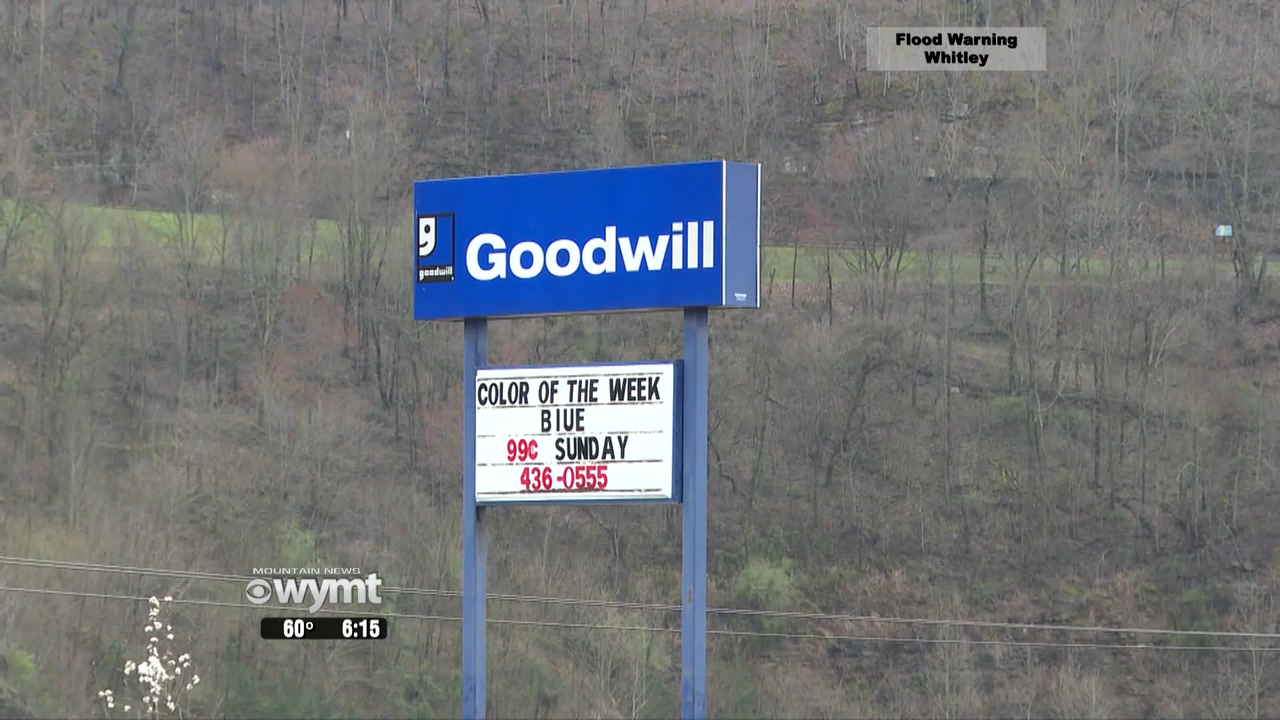 Flood Warning
Whitley
Goodwill
goodwill
COLOR OF THE WEEK
BIUE
99¢ SUNDAY
436-0555
MOUNTAIN NEWS
wymt
60° 6:15